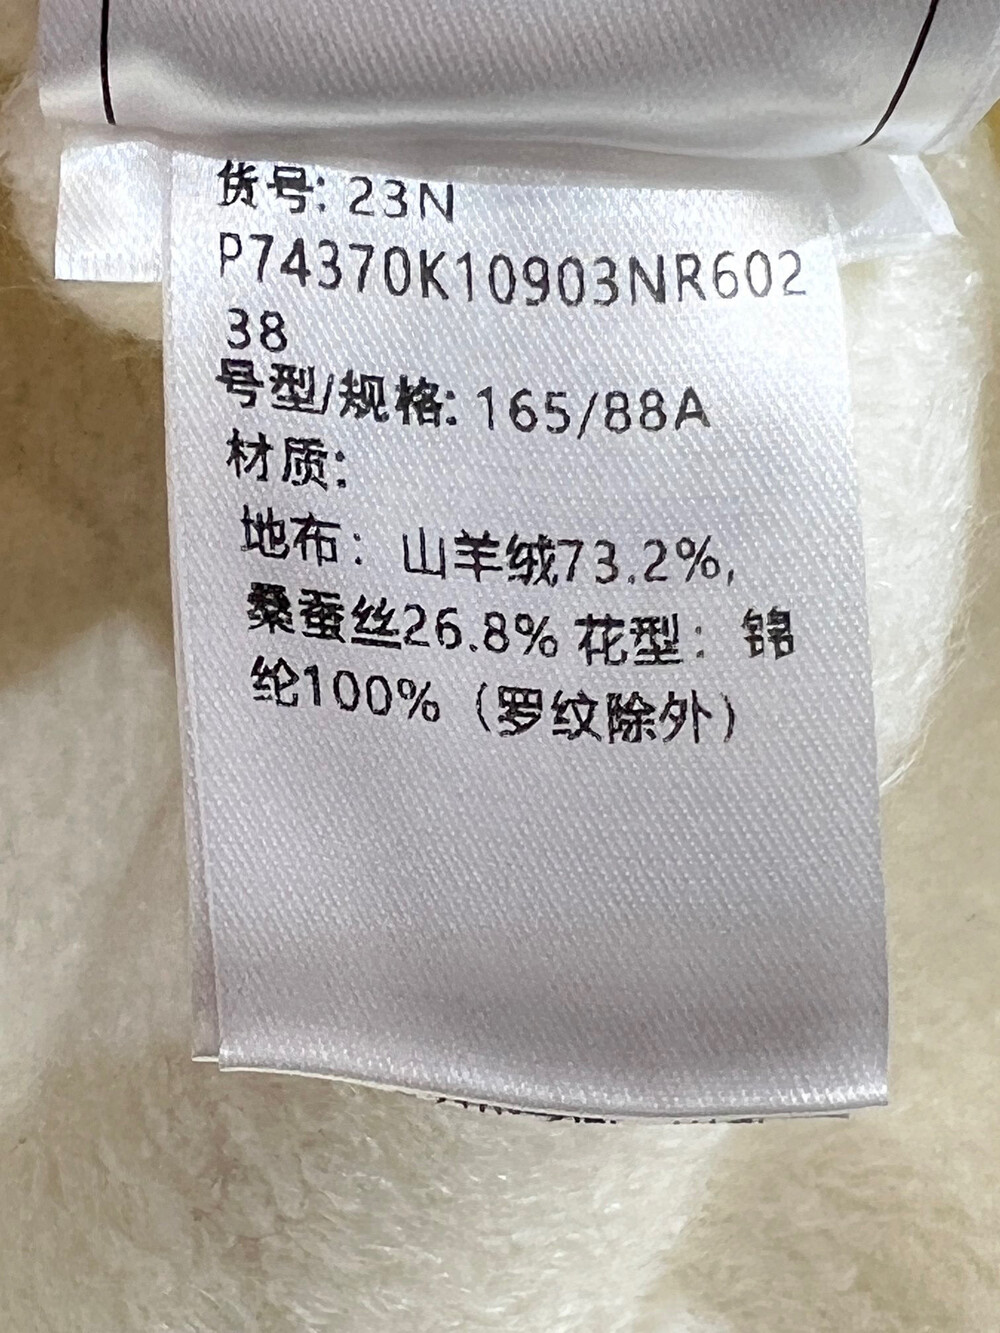 货号: 23N
P74370K10903NR602
38
号型/规格: 165/88A
材质:
地布: 山羊绒73.2%,
桑蚕丝26.8% 花型: 锦
纶100% (罗纹除外)